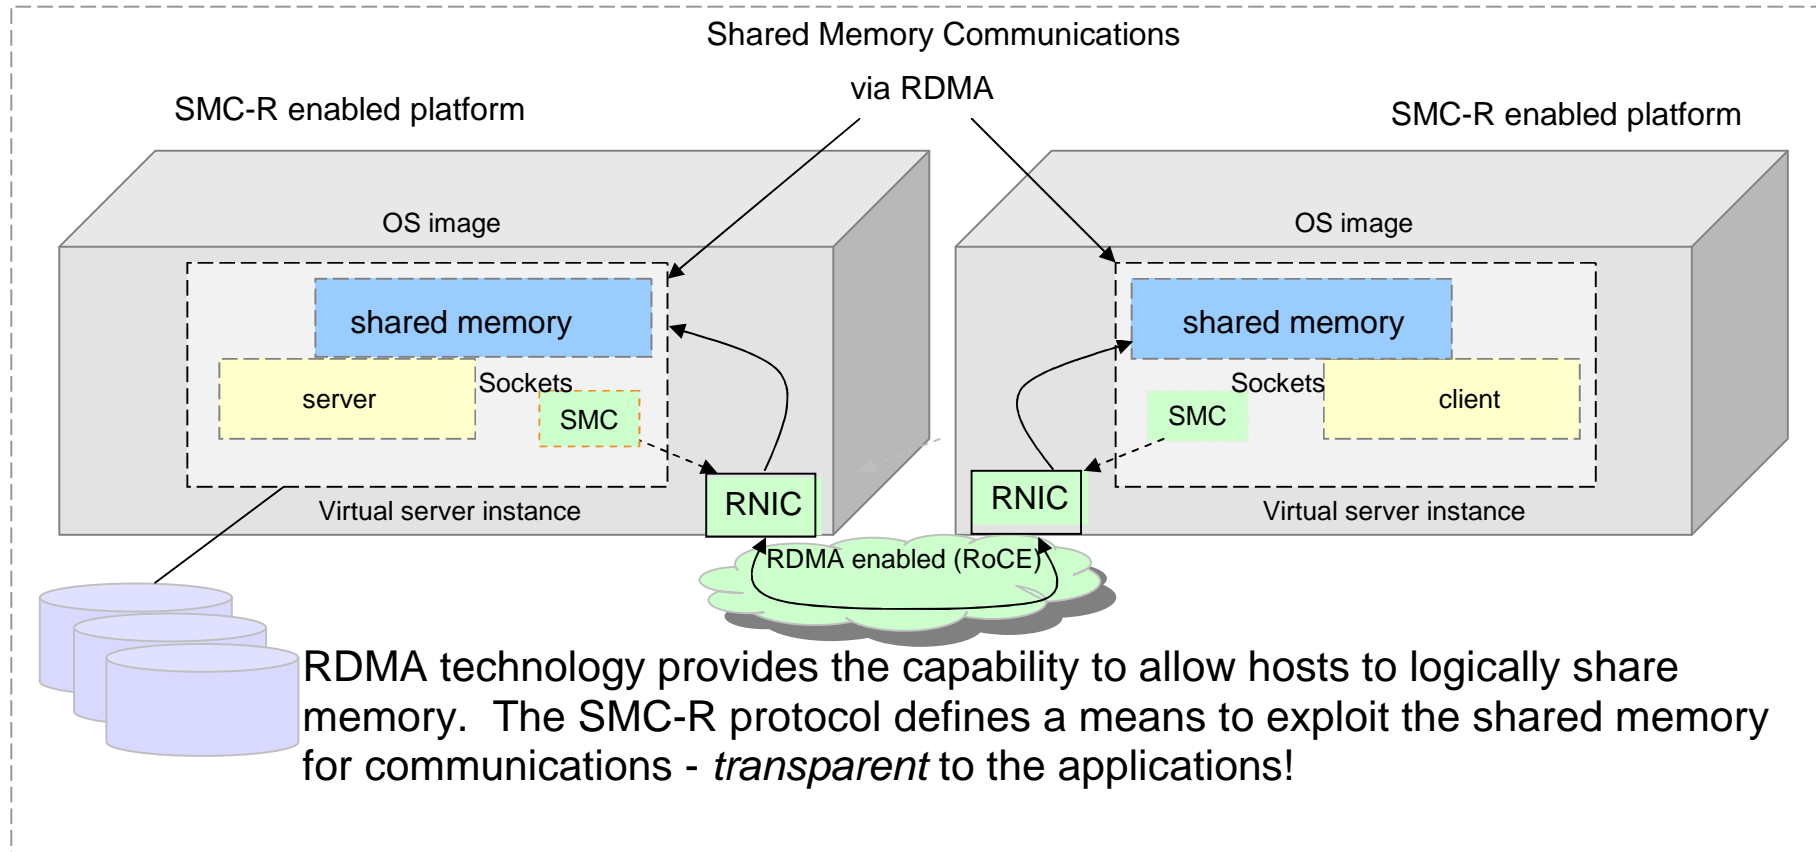 Shared Memory Communications
via RDMA
SMC-R enabled platform
SMC-R enabled platform
OS image
OS image
shared memory
shared memory
Sockets
Sockets
server
client
SMC
SMC
RNIC
RNIC
Virtual server instance
Virtual server instance
RDMA enabled (RoCE)
RDMA technology provides the capability to allow hosts to logically share
memory.  The SMC-R protocol defines a means to exploit the shared memory
for communications - transparent to the applications!